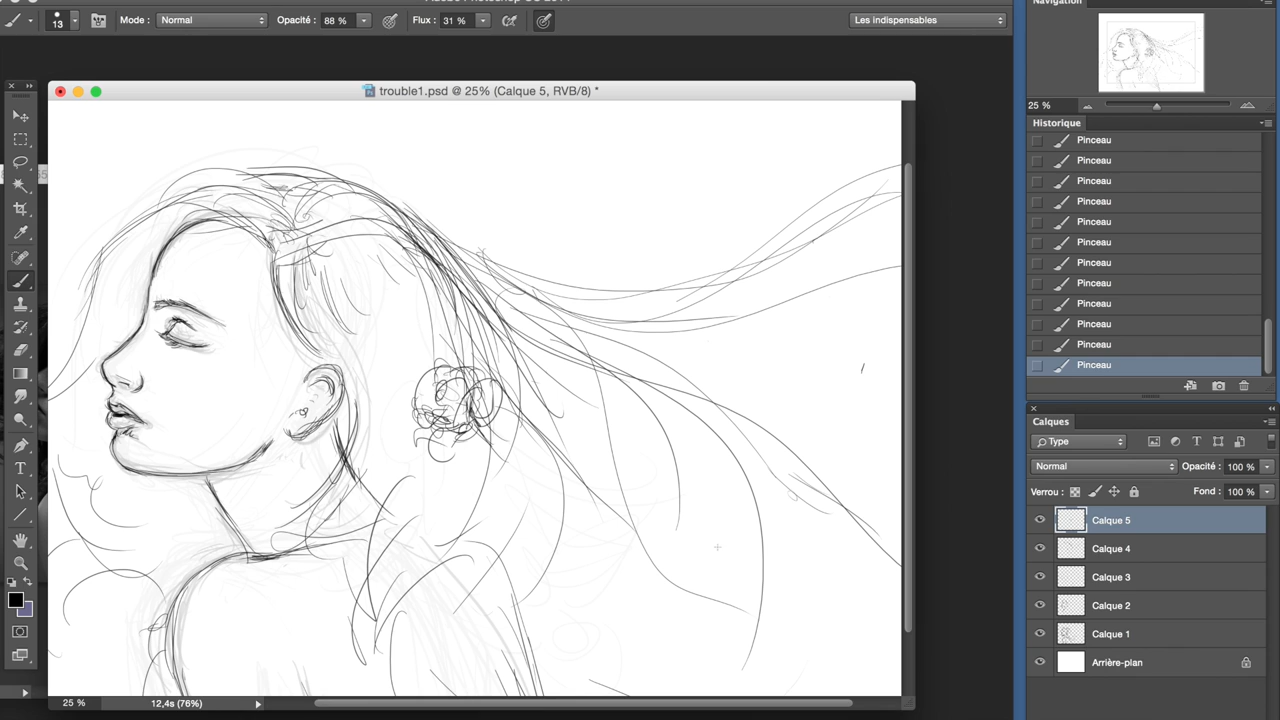 13 Mode : Normal Opacité : 88 % Flux : 31 % Les indispensables
trouble1.psd @ 25% (Calque 5, RVB/8) *
Navigation
25 %
Historique
Pinceau
Pinceau
Pinceau
Pinceau
Pinceau
Pinceau
Pinceau
Pinceau
Pinceau
Pinceau
Pinceau
Pinceau
Calques
Type
Normal Opacité : 100 %
Verrou : Fond : 100 %
Calque 5
Calque 4
Calque 3
Calque 2
Calque 1
Arrière-plan
25 % 12,4s (76%)